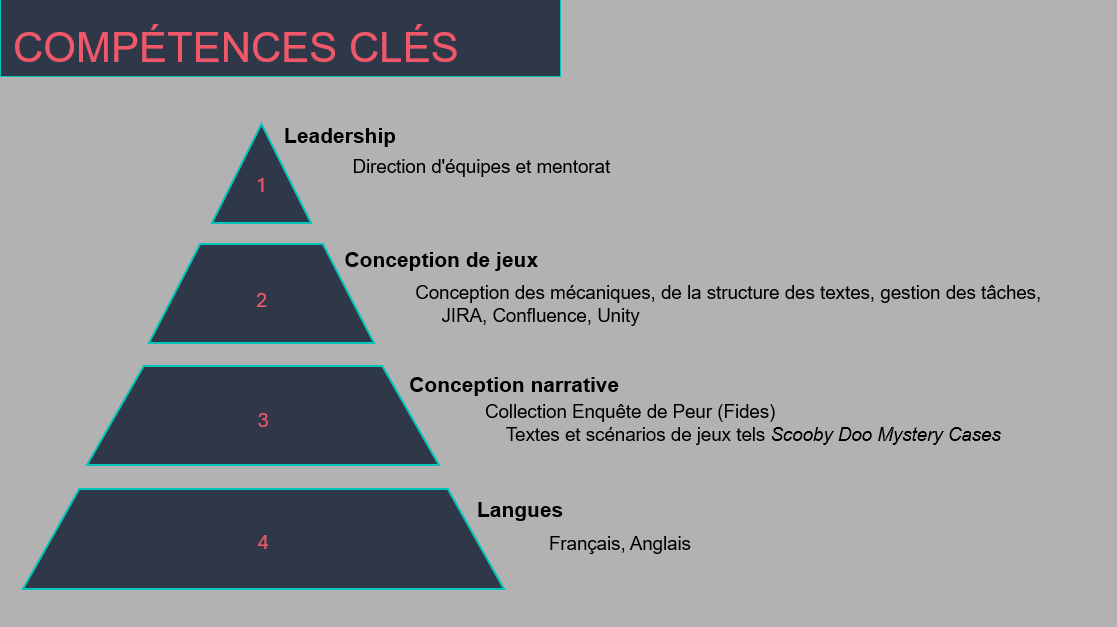 COMPÉTENCES CLÉS
Leadership
Direction d'équipes et mentorat
1
Conception de jeux
Conception des mécaniques, de la structure des textes, gestion des tâches,
JIRA, Confluence, Unity
2
Conception narrative
Collection Enquête de Peur (Fides)
Textes et scénarios de jeux tels Scooby Doo Mystery Cases
3
Langues
Français, Anglais
4